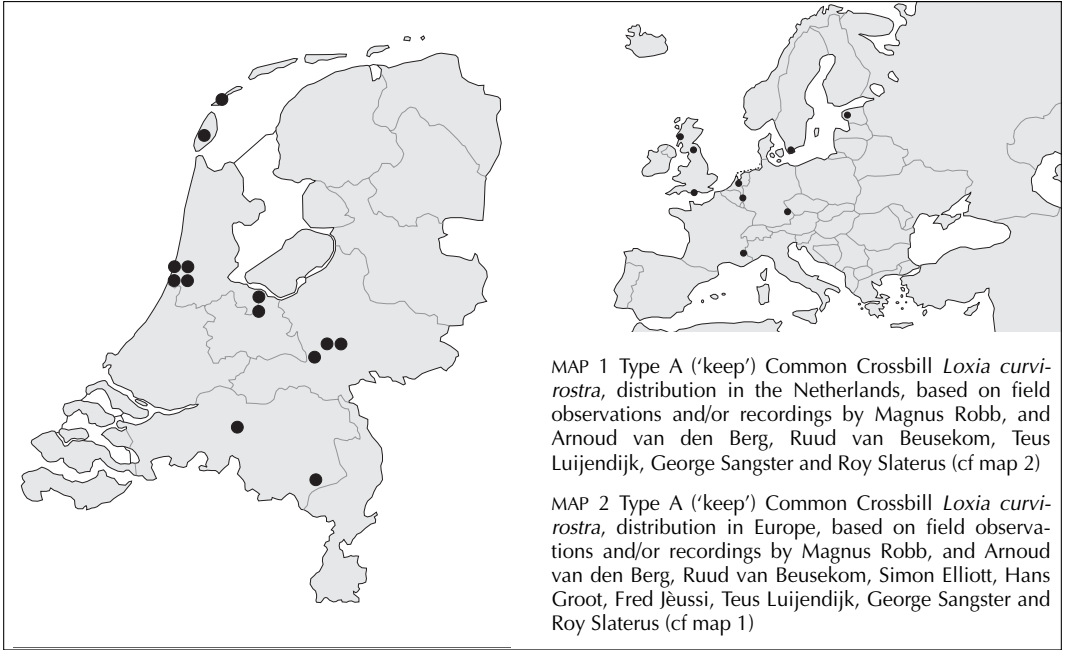 MAP 1 Type A (‘keep’) Common Crossbill Loxia curvi-
rostra, distribution in the Netherlands, based on field
observations and/or recordings by Magnus Robb, and
Arnoud van den Berg, Ruud van Beusekom, Teus
Luijendijk, George Sangster and Roy Slaterus (cf map 2)
MAP 2 Type A (‘keep’) Common Crossbill Loxia curvi-
rostra, distribution in Europe, based on field observa-
tions and/or recordings by Magnus Robb, and Arnoud
van den Berg, Ruud van Beusekom, Simon Elliott, Hans
Groot, Fred Jèussi, Teus Luijendijk, George Sangster and
Roy Slaterus (cf map 1)